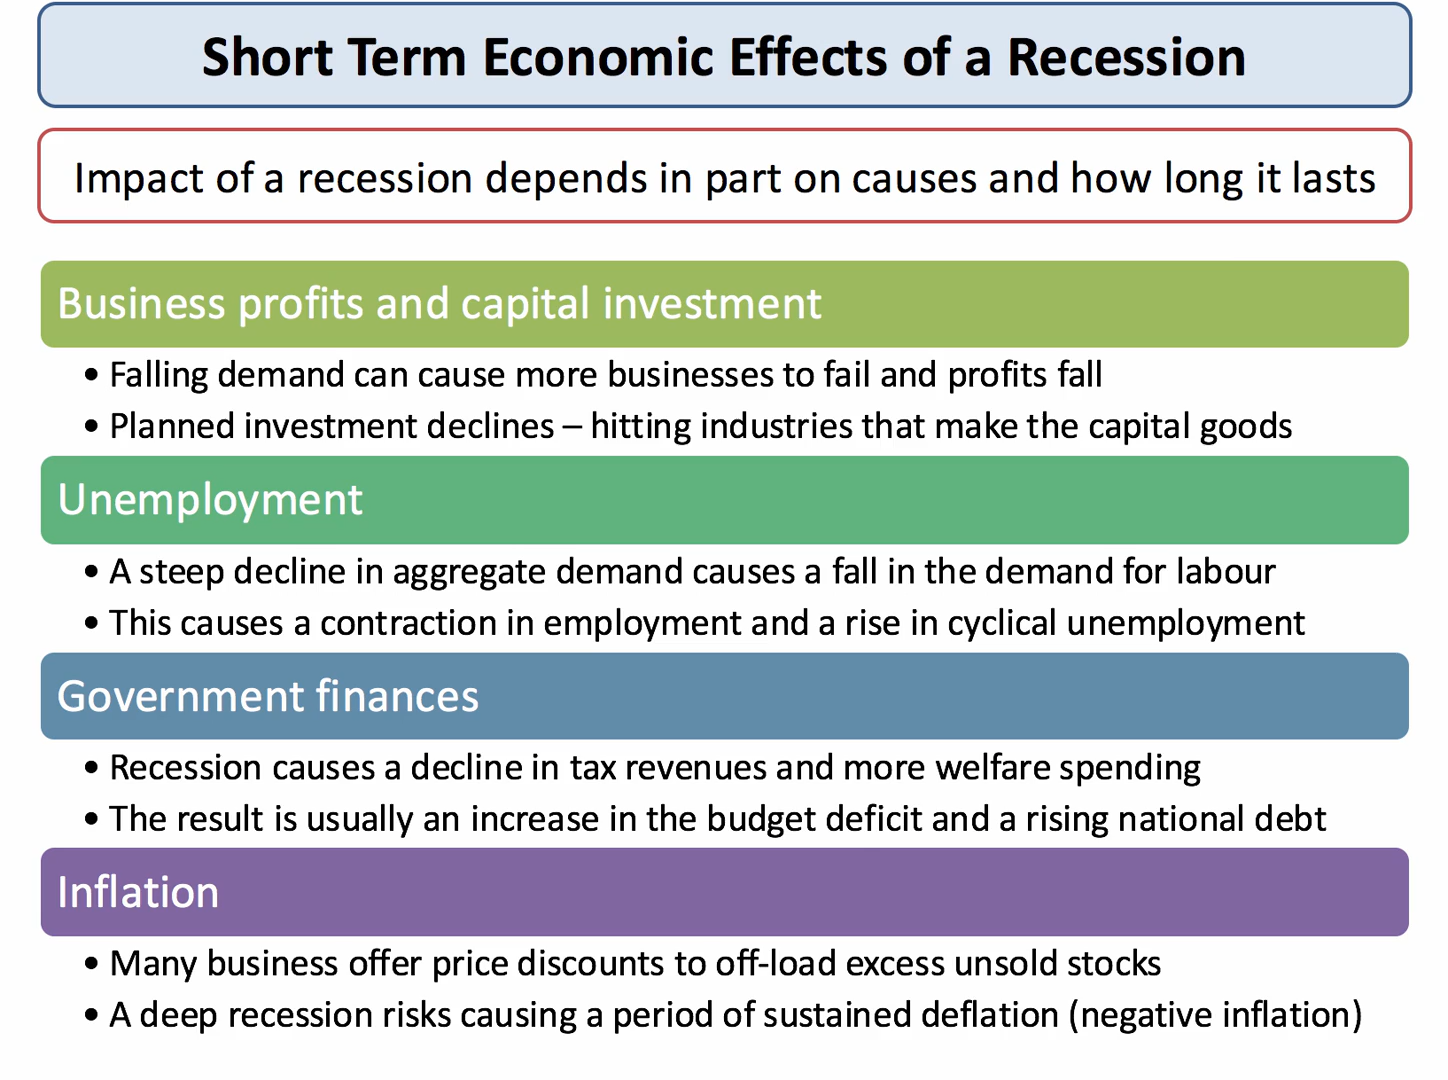 Short Term Economic Effects of a Recession
Impact of a recession depends in part on causes and how long it lasts
Business profits and capital investment
• Falling demand can cause more businesses to fail and profits fall
• Planned investment declines – hitting industries that make the capital goods
Unemployment
• A steep decline in aggregate demand causes a fall in the demand for labour
• This causes a contraction in employment and a rise in cyclical unemployment
Government finances
• Recession causes a decline in tax revenues and more welfare spending
• The result is usually an increase in the budget deficit and a rising national debt
Inflation
• Many business offer price discounts to off-load excess unsold stocks
• A deep recession risks causing a period of sustained deflation (negative inflation)